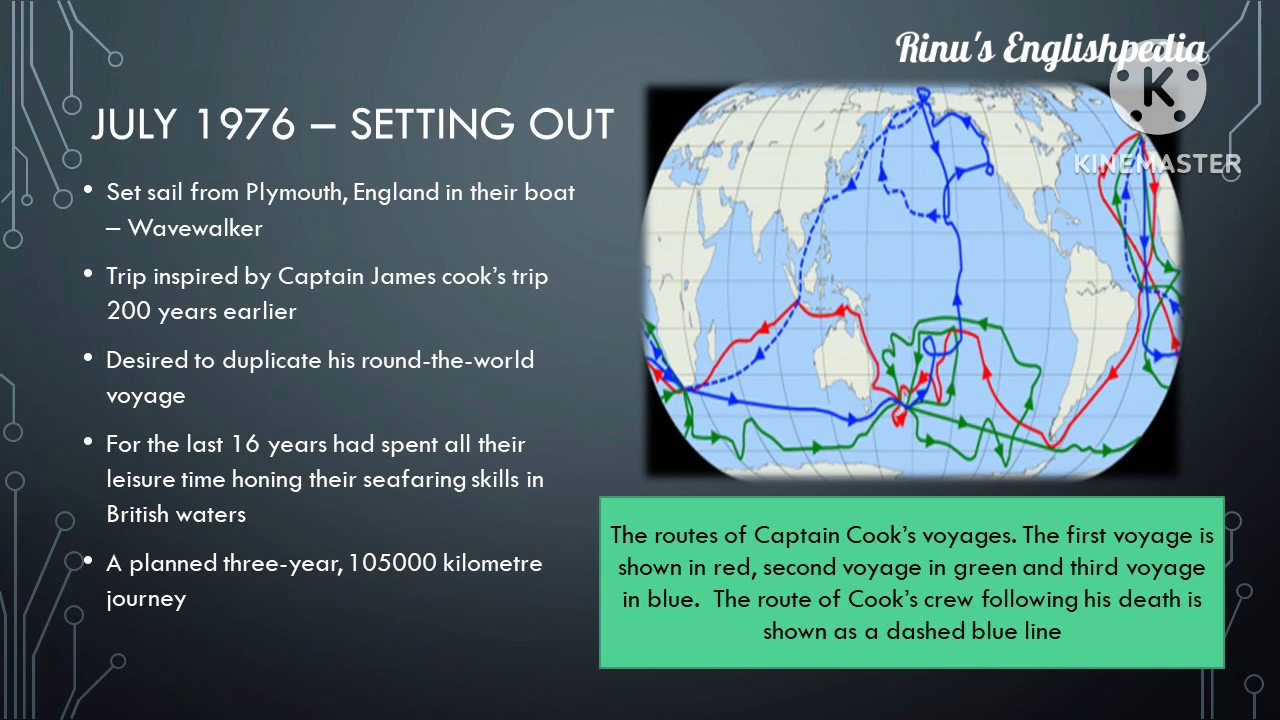 Rinu's Englishpedia
K
KINEMASTER
JULY 1976 – SETTING OUT
• Set sail from Plymouth, England in their boat
– Wavewalker
• Trip inspired by Captain James cook's trip
200 years earlier
• Desired to duplicate his round-the-world
voyage
• For the last 16 years had spent all their
leisure time honing their seafaring skills in
British waters
• A planned three-year, 105000 kilometre
journey
The routes of Captain Cook's voyages. The first voyage is
shown in red, second voyage in green and third voyage
in blue. The route of Cook's crew following his death is
shown as a dashed blue line